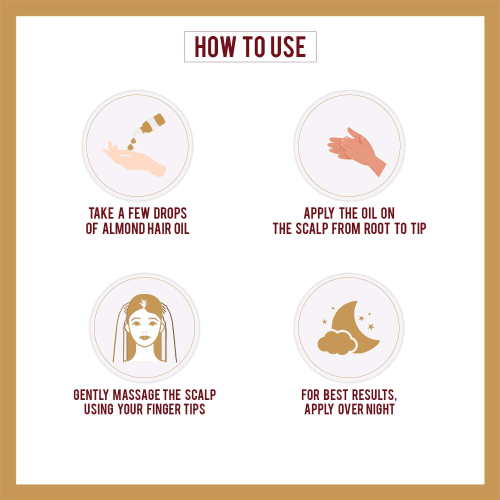 HOW TO USE
TAKE A FEW DROPS
OF ALMOND HAIR OIL
APPLY THE OIL ON
THE SCALP FROM ROOT TO TIP
GENTLY MASSAGE THE SCALP
USING YOUR FINGER TIPS
FOR BEST RESULTS,
APPLY OVER NIGHT